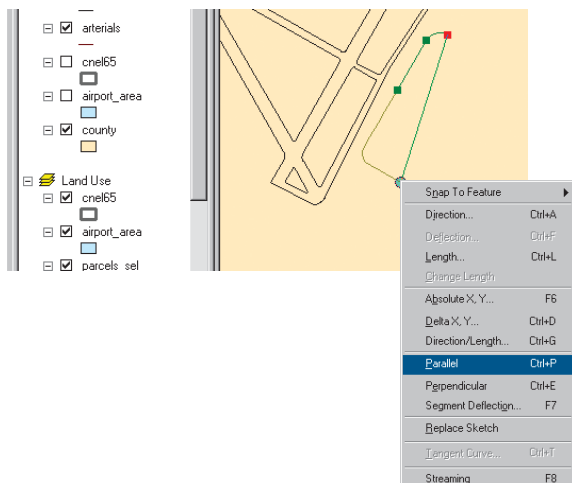 arterials
cnel65
airport_area
county
Land Use
cnel65
airport_area
parcels_sel
Snap To Feature
Direction... Ctrl+A
Deflection... Ctrl+F
Length... Ctrl+L
Change Length
Absolute X, Y... F6
Delta X, Y... Ctrl+D
Direction/Length... Ctrl+G
Parallel Ctrl+P
Perpendicular Ctrl+E
Segment Deflection... F7
Replace Sketch
Tangent Curve... Ctrl+T
Streaming F8